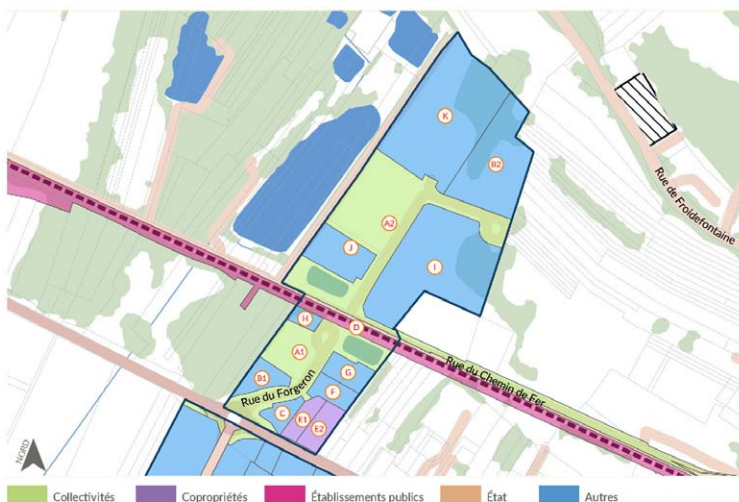 K
B2
Rue de Froidefontaine
A2
J
I
H
D
A1
Rue du Chemin de Fer
G
B1
F
Rue du Forgeron
C
E1
E2
NORD
Collectivités
Copropriétés
Établissements publics
État
Autres